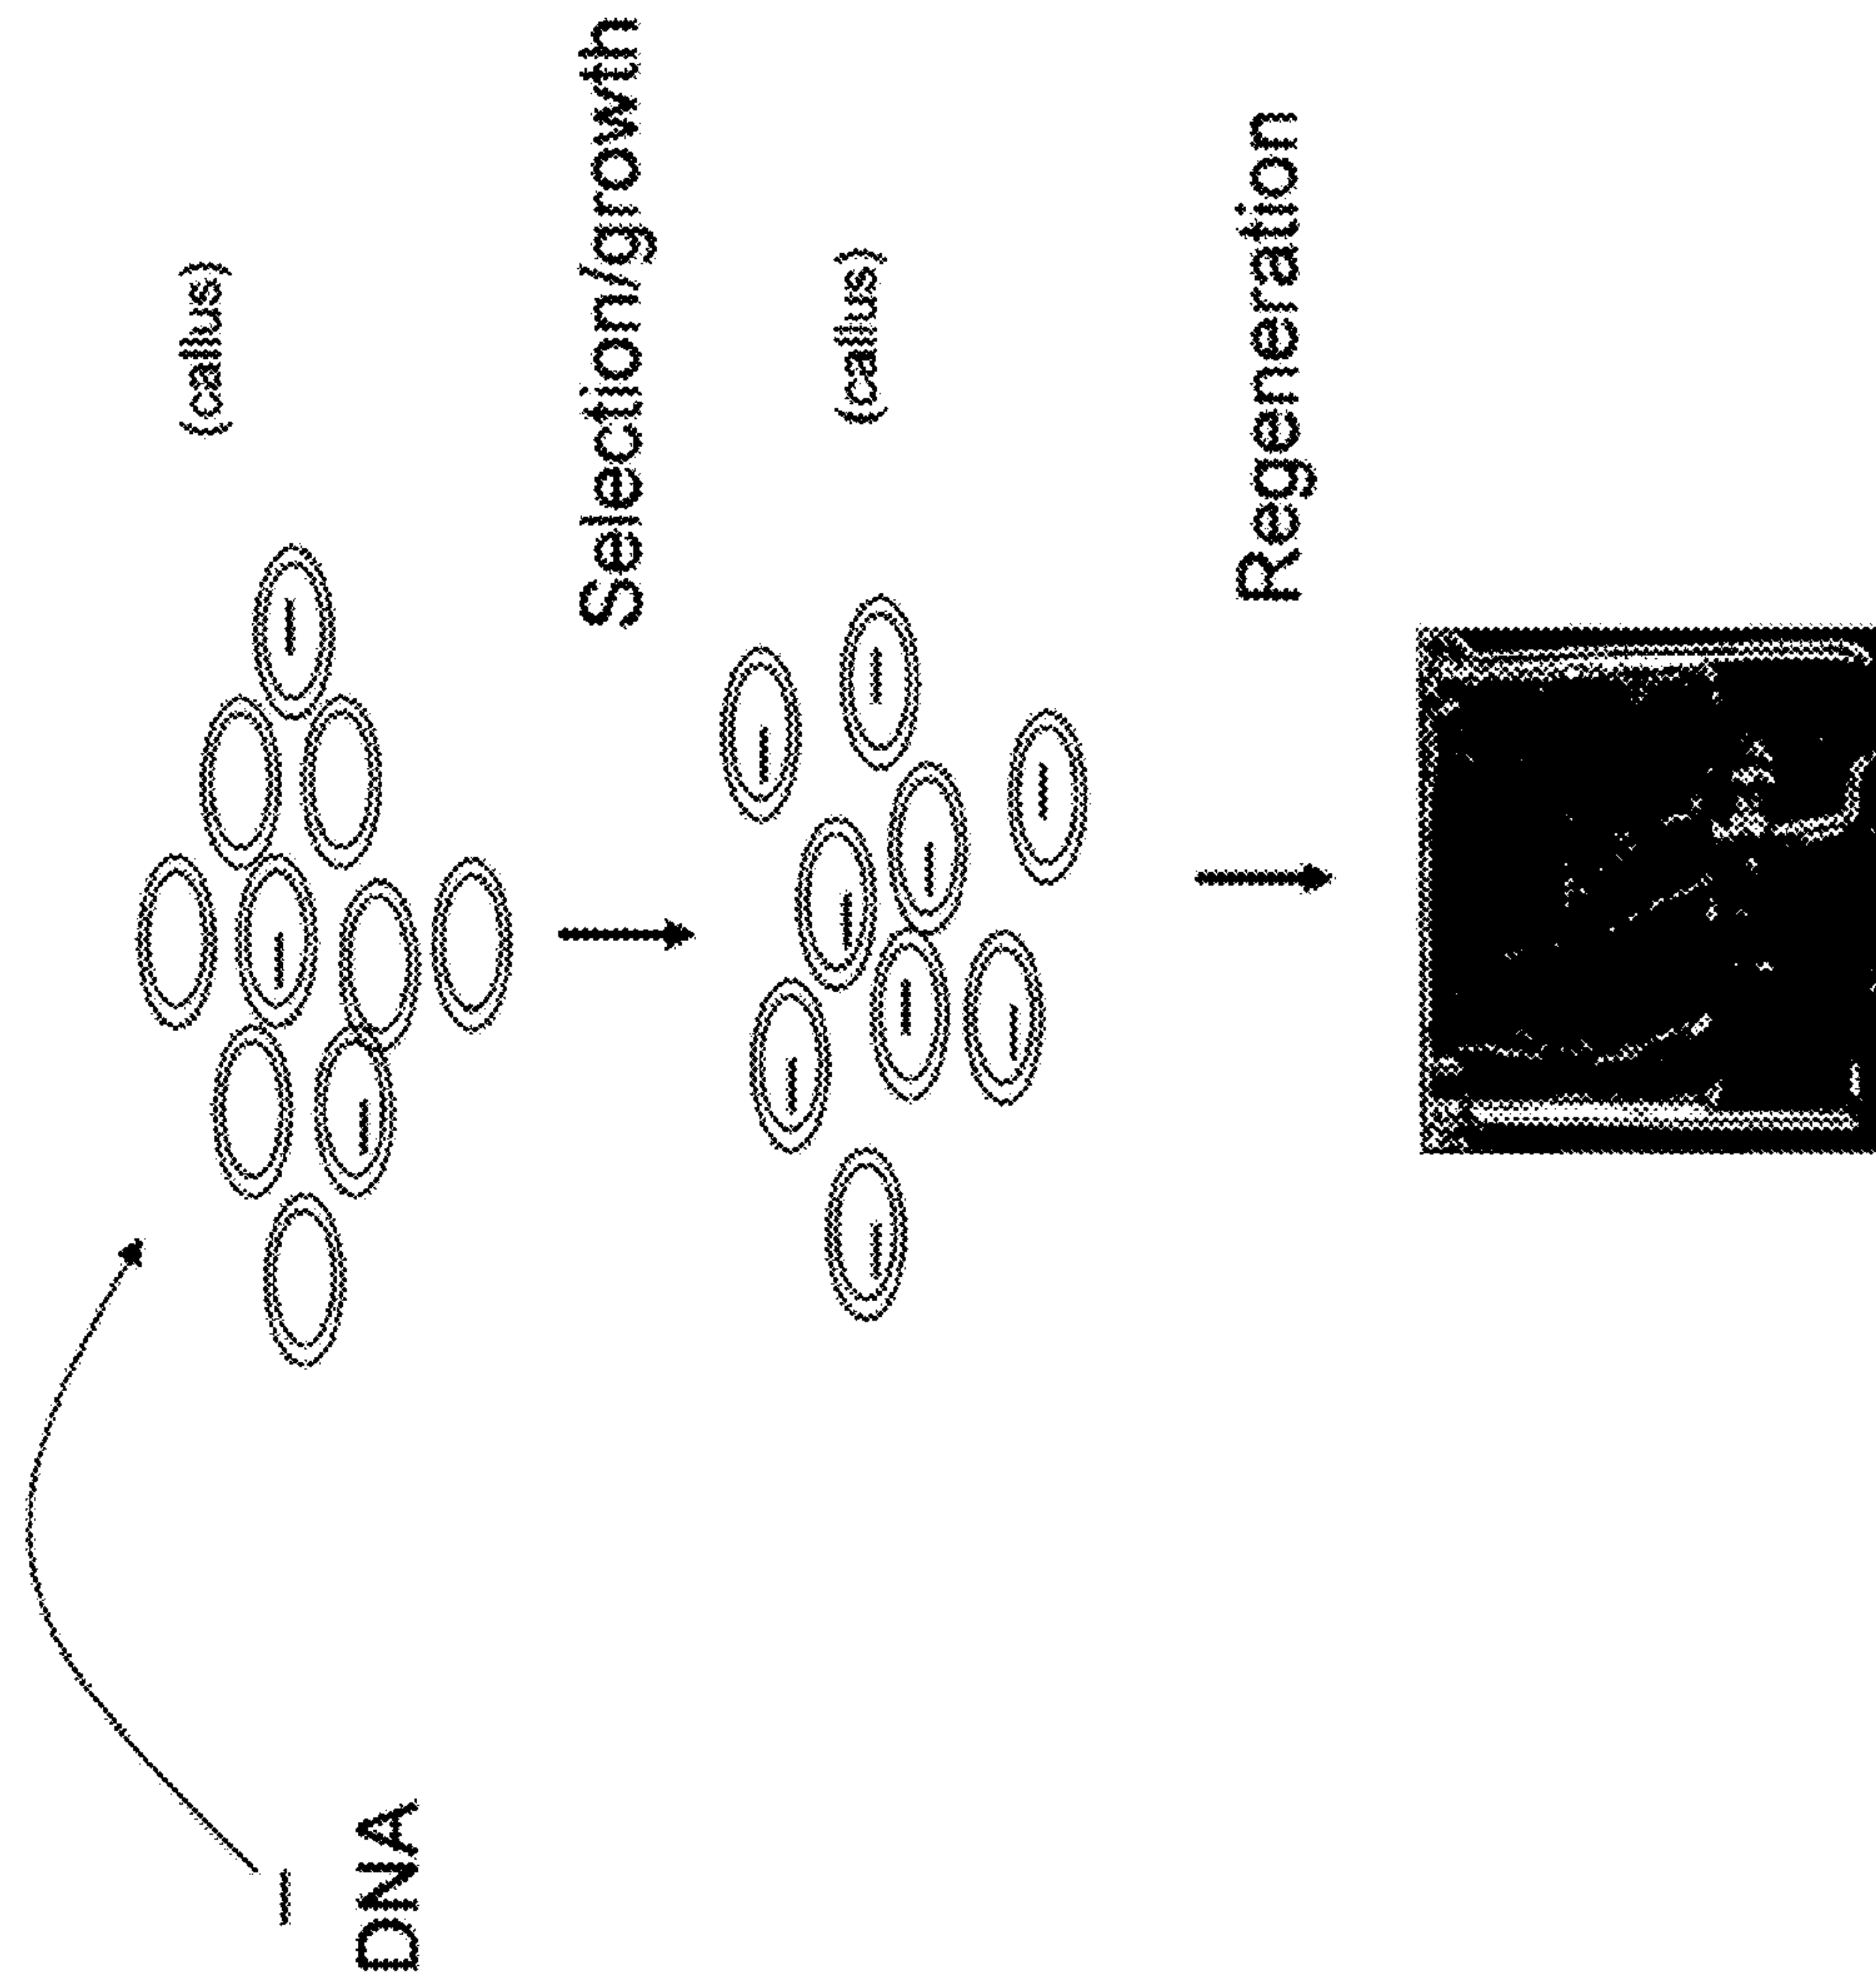 DNA
(callus)
Selection/growth
(callus)
Regeneration